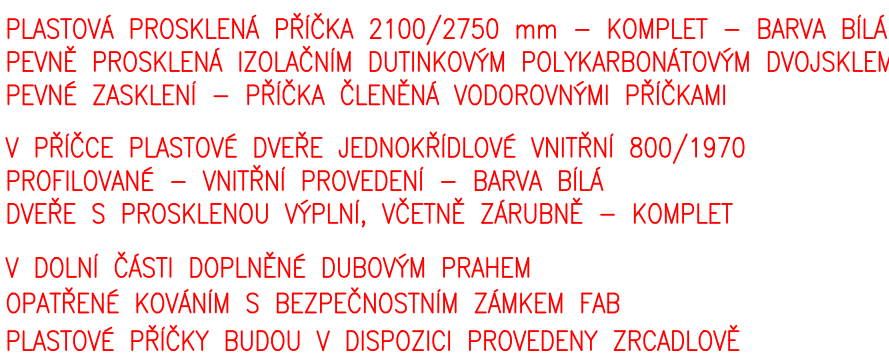 PLASTOVÁ PROSKLENÁ PŘÍČKA 2100/2750 mm – KOMPLET – BARVA BÍLÁ
PEVNĚ PROSKLENÁ IZOLAČNÍM DUTINKOVÝM POLYKARBONÁTOVÝM DVOJSKLEM
PEVNÉ ZASKLENÍ – PŘÍČKA ČLENĚNÁ VODOROVNÝMI PŘÍČKAMI
V PŘÍČCE PLASTOVÉ DVEŘE JEDNOKŘÍDLOVÉ VNITŘNÍ 800/1970
PROFILOVANÉ – VNITŘNÍ PROVEDENÍ – BARVA BÍLÁ
DVEŘE S PROSKLENOU VÝPLNÍ, VČETNĚ ZÁRUBNĚ – KOMPLET
V DOLNÍ ČÁSTI DOPLNĚNÉ DUBOVÝM PRAHEM
OPATŘENÉ KOVÁNÍM S BEZPEČNOSTNÍM ZÁMKEM FAB
PLASTOVÉ PŘÍČKY BUDOU V DISPOZICI PROVEDENY ZRCADLOVĚ